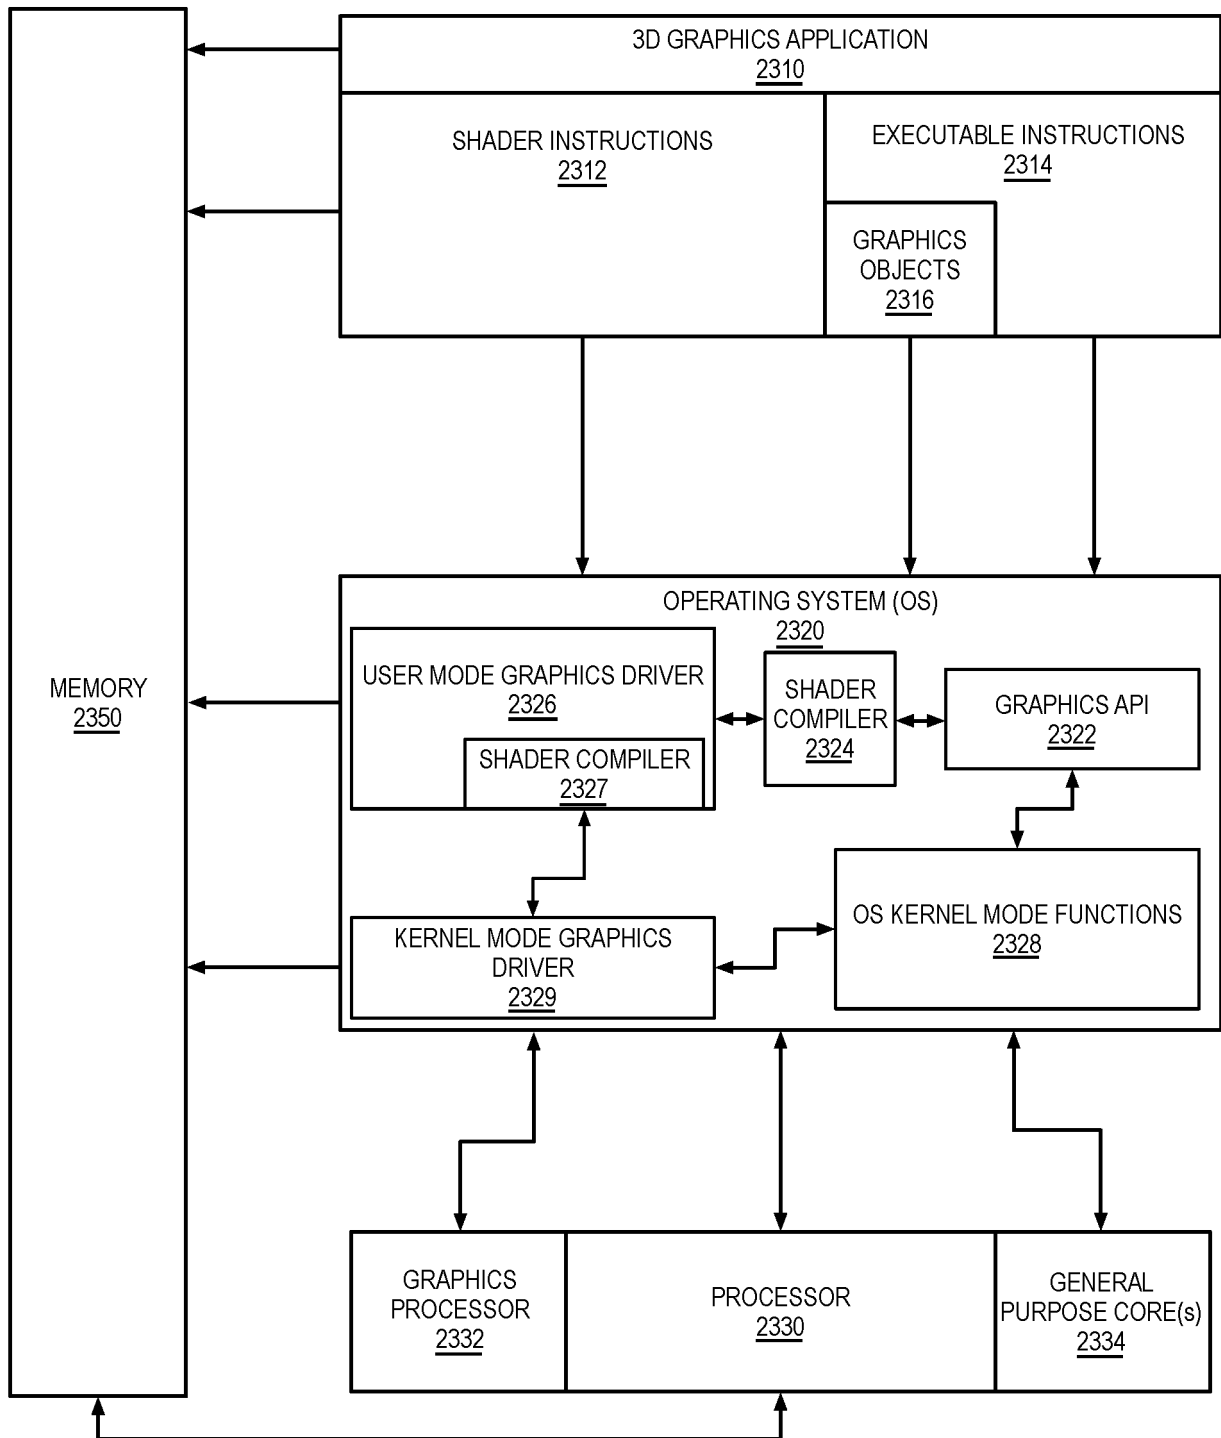 3D GRAPHICS APPLICATION
2310
SHADER INSTRUCTIONS
2312
EXECUTABLE INSTRUCTIONS
2314
GRAPHICS
OBJECTS
2316
MEMORY
2350
OPERATING SYSTEM (OS)
2320
USER MODE GRAPHICS DRIVER
2326
SHADER COMPILER
2327
SHADER
COMPILER
2324
GRAPHICS API
2322
OS KERNEL MODE FUNCTIONS
2328
KERNEL MODE GRAPHICS
DRIVER
2329
GRAPHICS
PROCESSOR
2332
PROCESSOR
2330
GENERAL
PURPOSE CORE(s)
2334